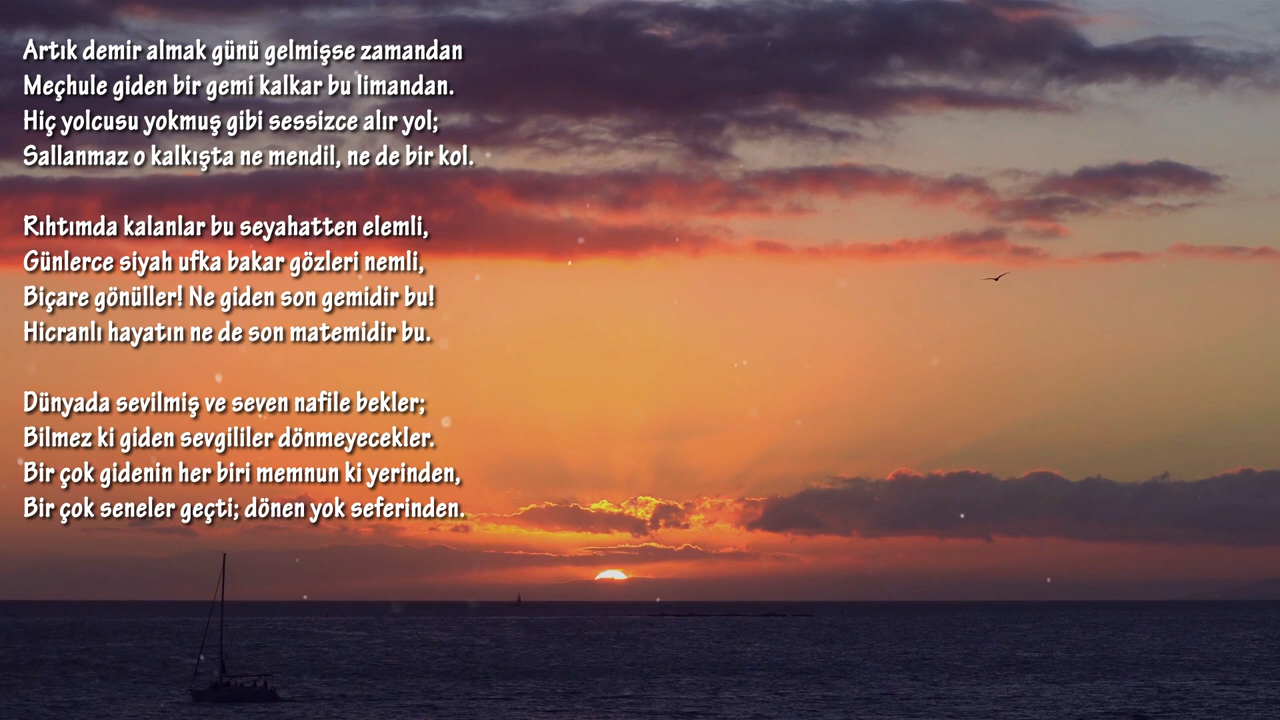 Artık demir almak günü gelmişse zamandan
Meçhule giden bir gemi kalkar bu limandan.
Hiç yolcusu yokmuş gibi sessizce alır yol;
Sallanmaz o kalkışta ne mendil, ne de bir kol.
Rıhtımda kalanlar bu seyahatten elemli,
Günlerce siyah ufka bakar gözleri nemli,
Biçare gönüller! Ne giden son gemidir bu!
Hicranlı hayatın ne de son matemidir bu.
Dünyada sevilmiş ve seven nafile bekler;
Bilmez ki giden sevgililer dönmeyecekler.
Bir çok gidenin her biri memnun ki yerinden,
Bir çok seneler geçti; dönen yok seferinden.